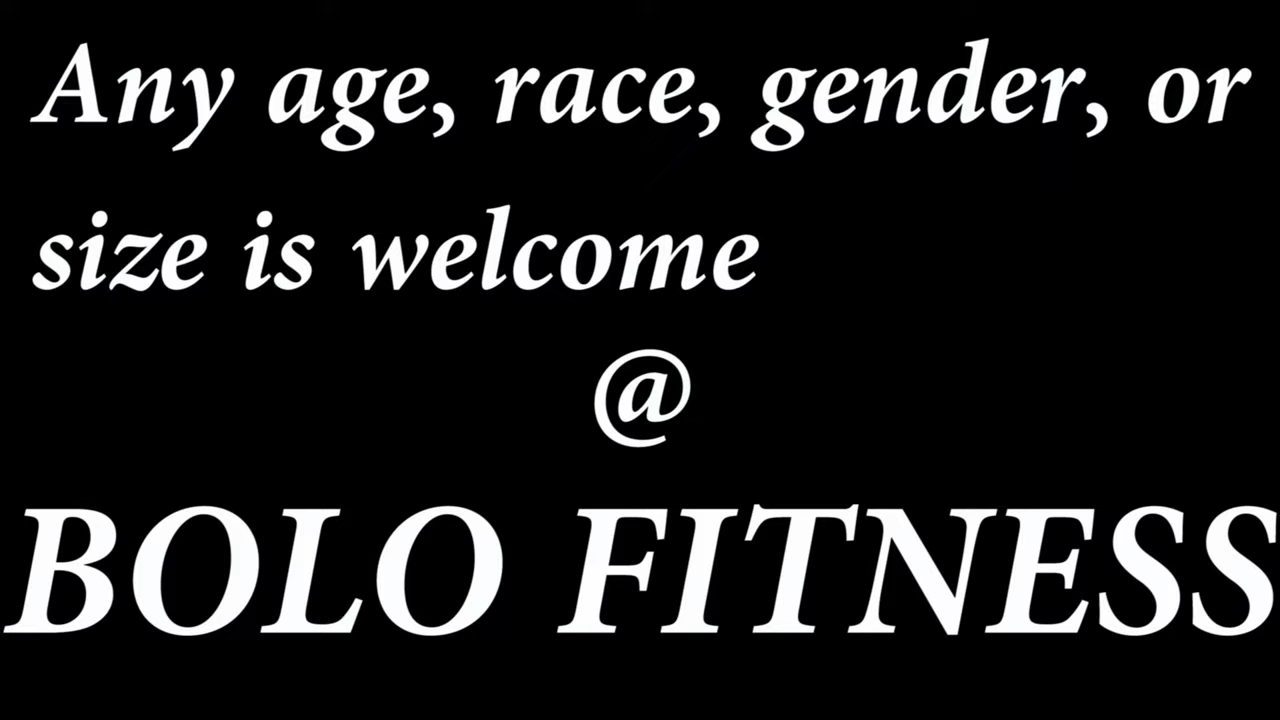 Any age, race, gender, or
size is welcome
@
BOLO FITNESS